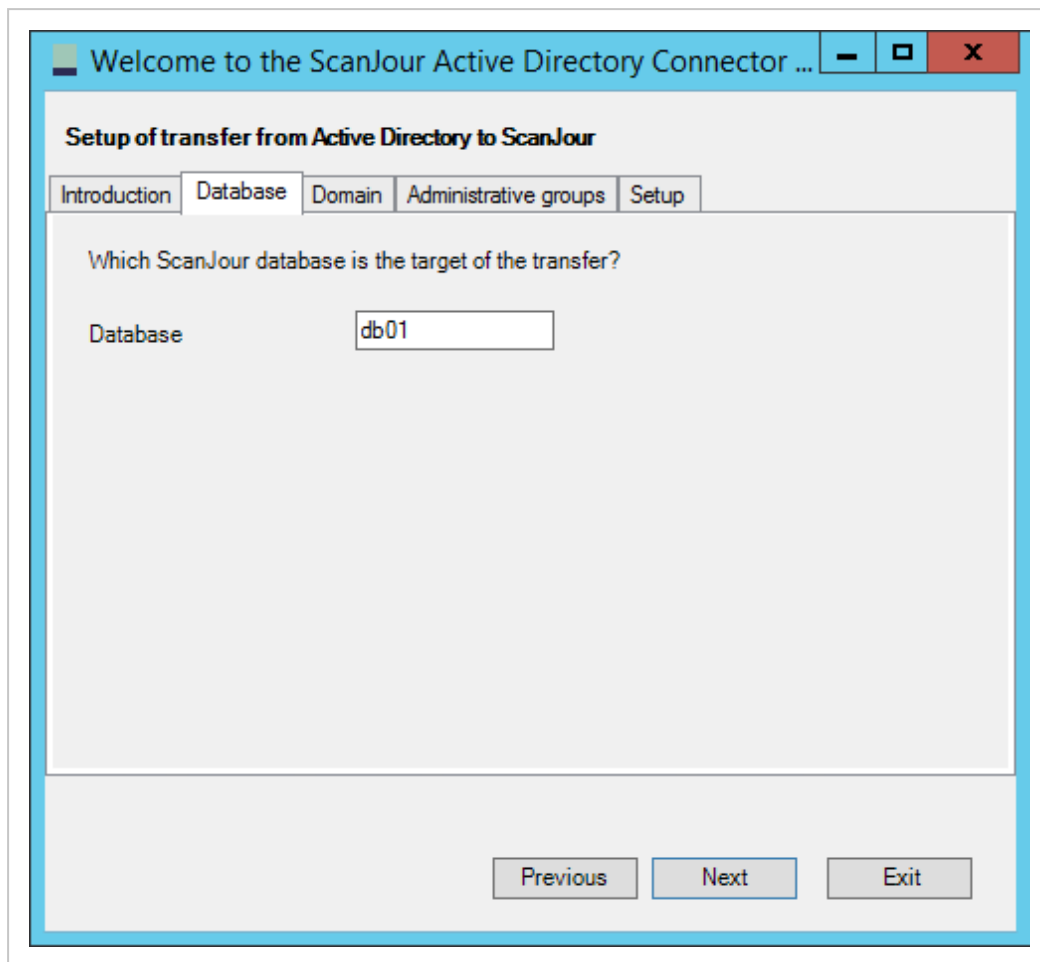 Welcome to the ScanJour Active Directory Connector ...
Setup of transfer from Active Directory to ScanJour
Introduction Database Domain Administrative groups Setup
Which ScanJour database is the target of the transfer?
Database db01
Previous Next Exit